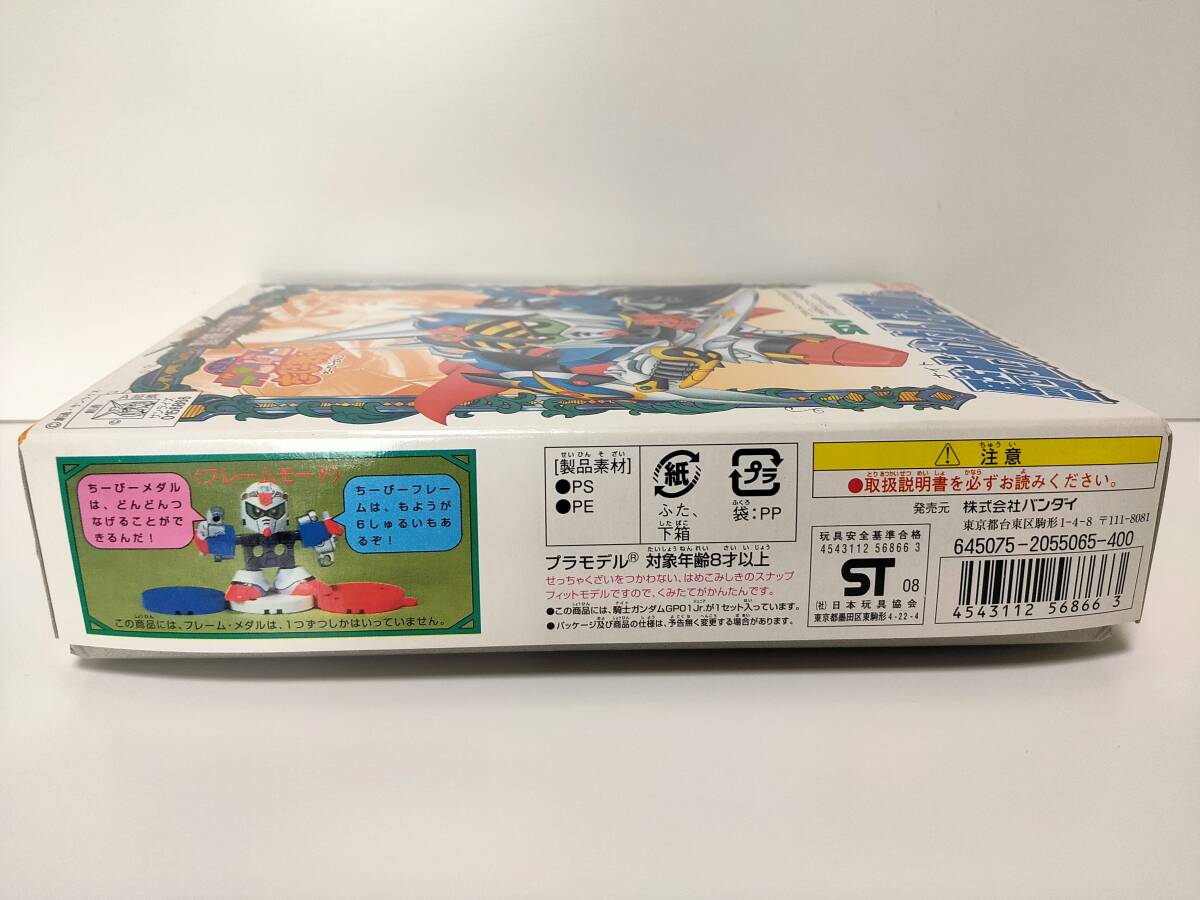 〈フレームモード〉
ちーびーメダル
は、どんどんつ
なげることがで
きるんだ!
ちーびーフレー
ムは、もようが
6しゅるいもあ
るぞ!
この商品には、フレーム・メダルは、1つずつしかはいっていません。
[製品素材]
●PS
●PE
紙
ふた、
下箱
プラ
袋:PP
プラモデル® 対象年齢8才以上
せっちゃくざいをつかわない、はめこみしきのスナップ
フィットモデルですので、くみたてがかんたんです。
●この商品には、騎士ガンダムGP01Jr.が1セット入っています。
●パッケージ及び商品の仕様は、予告無く変更する場合があります。
注意
●取扱説明書を必ずお読みください。
発売元 株式会社バンダイ
東京都台東区駒形1-4-8 〒111-8081
玩具安全基準合格
4543112 56866 3
ST 08
(社)日本玩具協会
東京都墨田区東駒形4-22-4
645075-2055065-400
4543112 568663